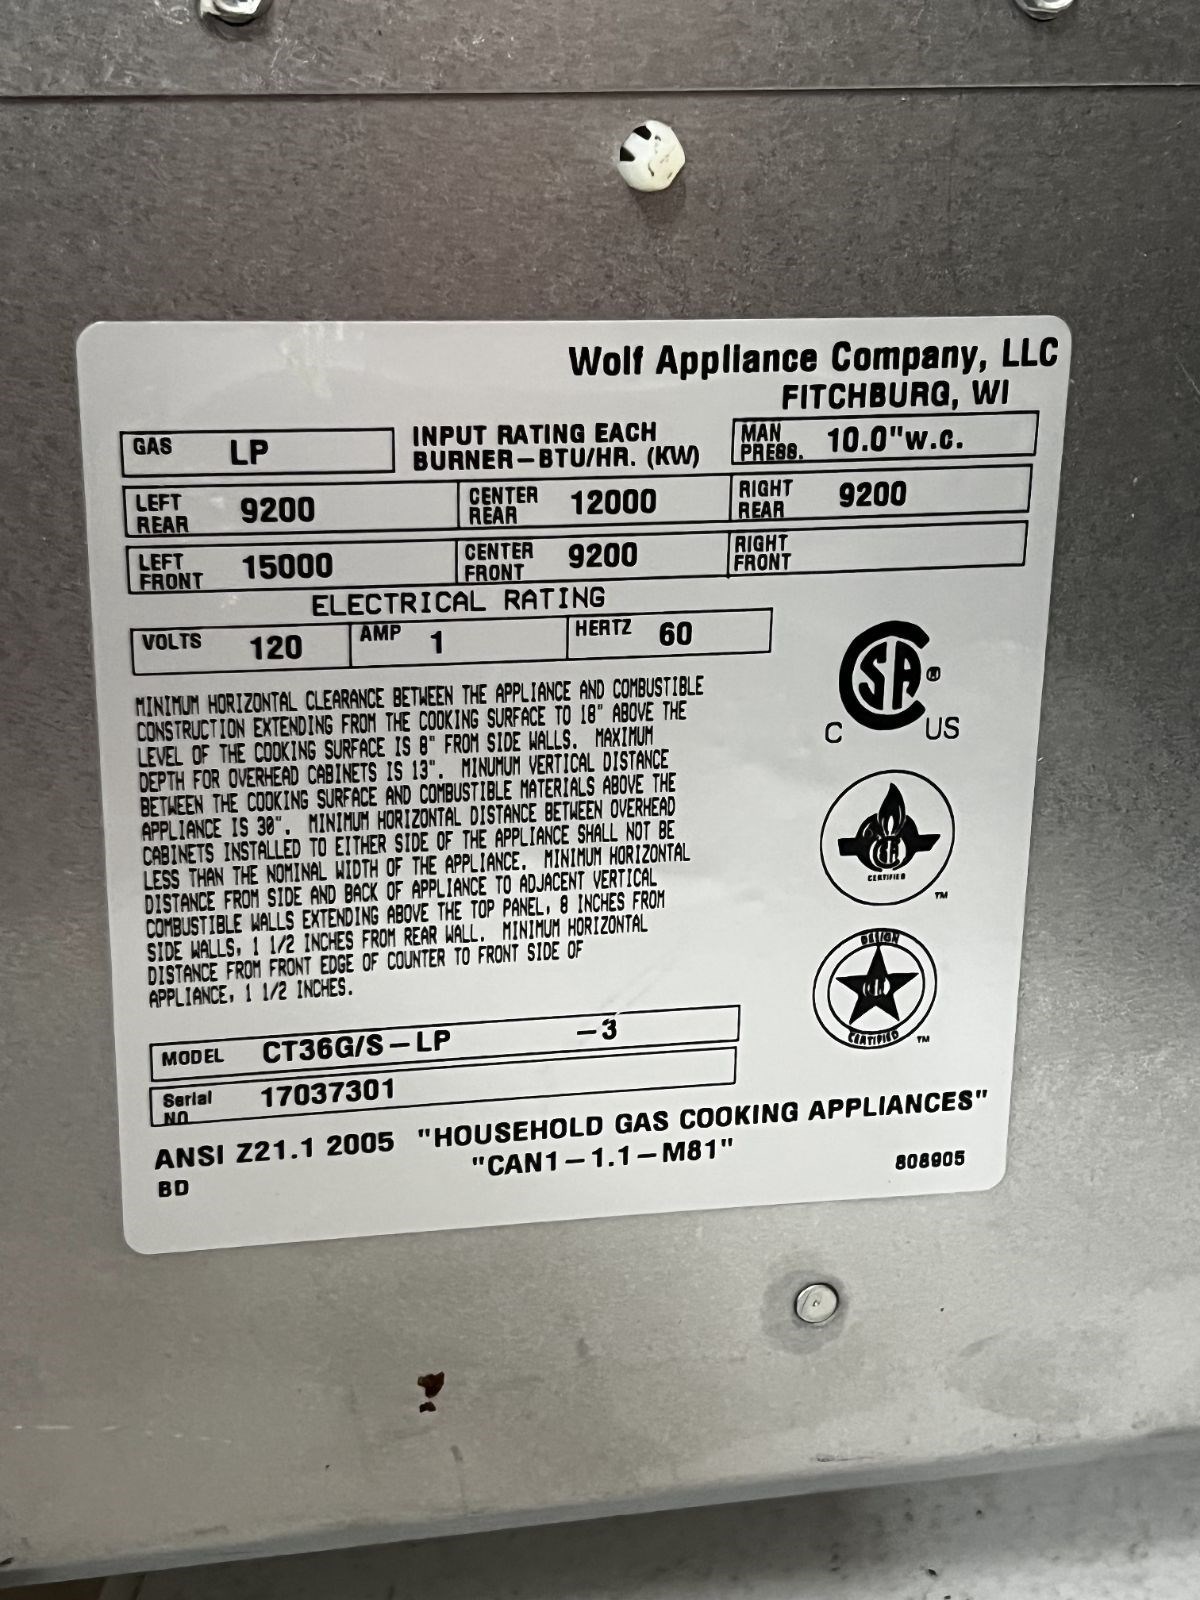 Wolf Appliance Company, LLC
FITCHBURG, WI
GAS LP
INPUT RATING EACH
BURNER-BTU/HR. (KW)
MAN PRESS. 10.0"w.c.
LEFT REAR 9200 CENTER REAR 12000 RIGHT REAR 9200
LEFT FRONT 15000 CENTER FRONT 9200 RIGHT FRONT
ELECTRICAL RATING
VOLTS 120 AMP 1 HERTZ 60
MINIMUM HORIZONTAL CLEARANCE BETWEEN THE APPLIANCE AND COMBUSTIBLE
CONSTRUCTION EXTENDING FROM THE COOKING SURFACE TO 18" ABOVE THE
LEVEL OF THE COOKING SURFACE IS 8" FROM SIDE WALLS. MAXIMUM
DEPTH FOR OVERHEAD CABINETS IS 13". MINUMUM VERTICAL DISTANCE
BETWEEN THE COOKING SURFACE AND COMBUSTIBLE MATERIALS ABOVE THE
APPLIANCE IS 30". MINIMUM HORIZONTAL DISTANCE BETWEEN OVERHEAD
CABINETS INSTALLED TO EITHER SIDE OF THE APPLIANCE SHALL NOT BE
LESS THAN THE NOMINAL WIDTH OF THE APPLIANCE. MINIMUM HORIZONTAL
DISTANCE FROM SIDE AND BACK OF APPLIANCE TO ADJACENT VERTICAL
COMBUSTIBLE WALLS EXTENDING ABOVE THE TOP PANEL, 8 INCHES FROM
SIDE WALLS, 1 1/2 INCHES FROM REAR WALL. MINIMUM HORIZONTAL
DISTANCE FROM FRONT EDGE OF COUNTER TO FRONT SIDE OF
APPLIANCE, 1 1/2 INCHES.
CSA®
C US
CERTIFIED
TM
DESIGN
CERTIFIED TM
MODEL CT36G/S-LP -3
Serial NO 17037301
ANSI Z21.1 2005 "HOUSEHOLD GAS COOKING APPLIANCES"
"CAN1-1.1-M81"
BD
808905